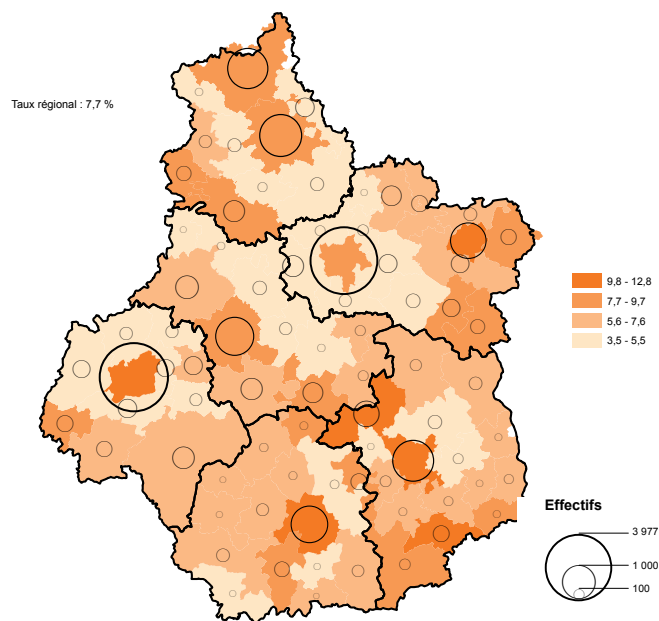 Taux régional : 7,7 %
9,8 - 12,8
7,7 - 9,7
5,6 - 7,6
3,5 - 5,5
Effectifs
3 977
1 000
100